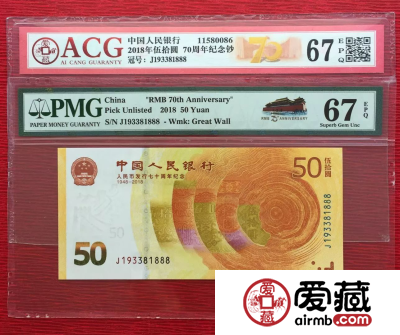 ACG
AI CANG GUARANTY
中国人民银行 11580086
2018年伍拾圆 70周年纪念钞
冠号：J193381888
70
67 EPQ
PMG
PAPER MONEY GUARANTY
China "RMB 70th Anniversary"
Pick Unlisted 2018 50 Yuan
S/N J193381888 - Wmk: Great Wall
67 EPQ
Superb Gem Unc
中国人民银行
人民币发行七十周年纪念
1948-2018
50
伍拾圆
50
J193381888
爱藏
airmb.com